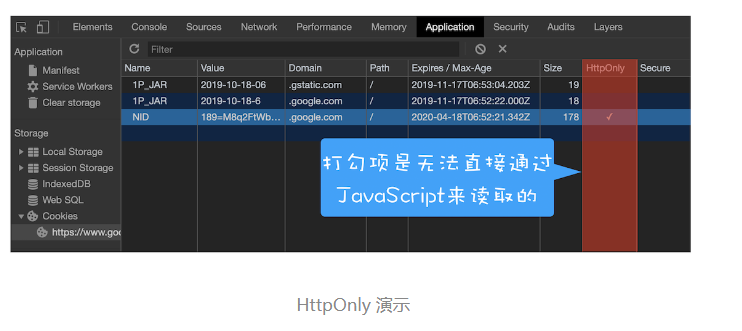 Elements Console Sources Network Performance Memory Application Security Audits Layers
Application
Manifest
Service Workers
Clear storage
Storage
Local Storage
Session Storage
IndexedDB
Web SQL
Cookies
https://www.goo
Filter
Name Value Domain Path Expires / Max-Age Size HttpOnly Secure
1P_JAR 2019-10-18-06 .gstatic.com / 2019-11-17T06:53:04.203Z 19
1P_JAR 2019-10-18-6 .google.com / 2019-11-17T06:52:22.000Z 18
NID 189=M8q2FtWb... .google.com / 2020-04-18T06:52:21.342Z 178 ✓
打勾项是无法直接通过
JavaScript来读取的
HttpOnly 演示